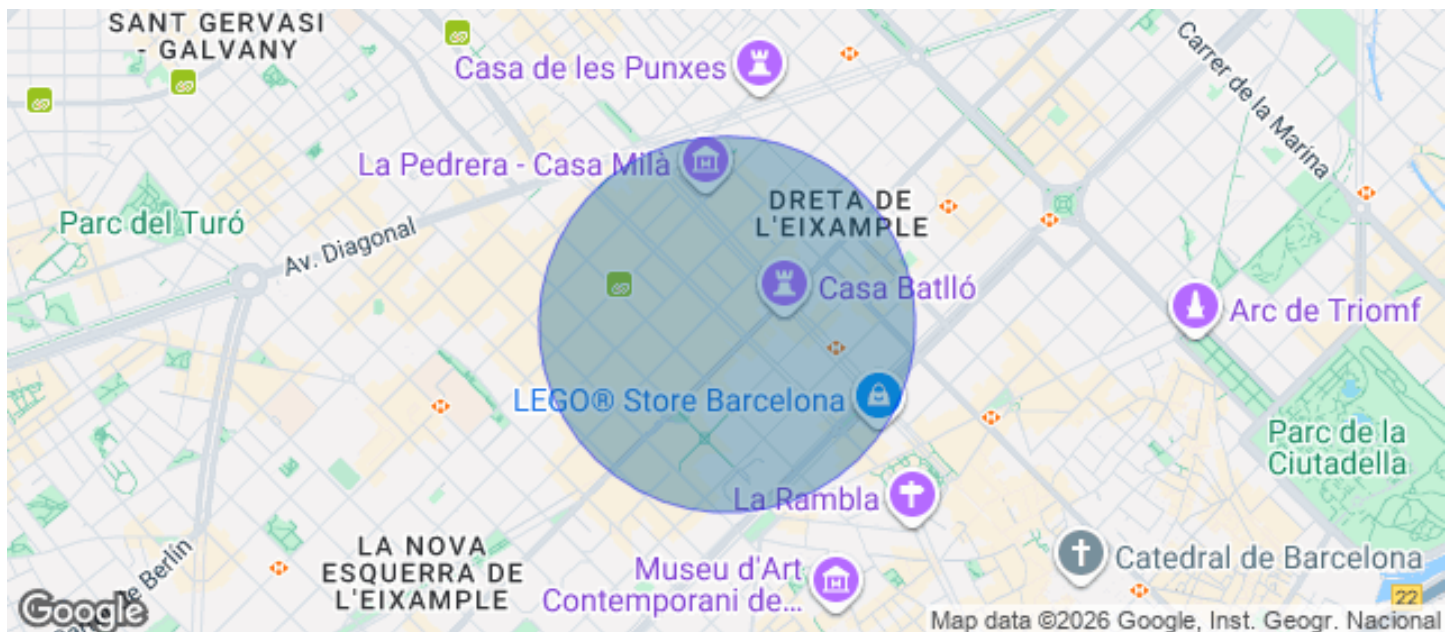 SANT GERVASI
- GALVANY
Casa de les Punxes
Carrer de la Marina
La Pedrera - Casa Milà
DRETA DE
L'EIXAMPLE
Parc del Turó
Av. Diagonal
Casa Batlló
Arc de Triomf
LEGO® Store Barcelona
Parc de la
Ciutadella
La Rambla
LA NOVA
ESQUERRA DE
L'EIXAMPLE
Museu d'Art
Contemporani de...
Catedral de Barcelona
de Berlín
22
Google
Map data ©2026 Google, Inst. Geogr. Nacional